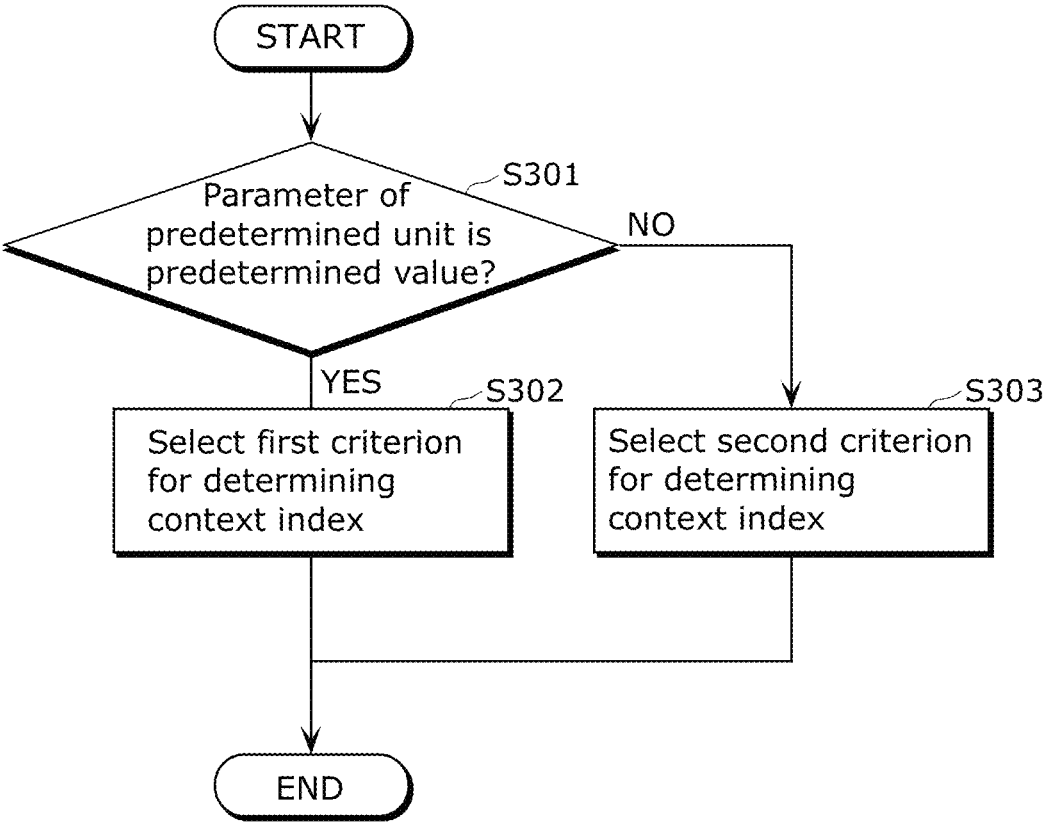 START
S301
Parameter of
predetermined unit is
predetermined value?
NO
YES
S302
Select first criterion
for determining
context index
S303
Select second criterion
for determining
context index
END